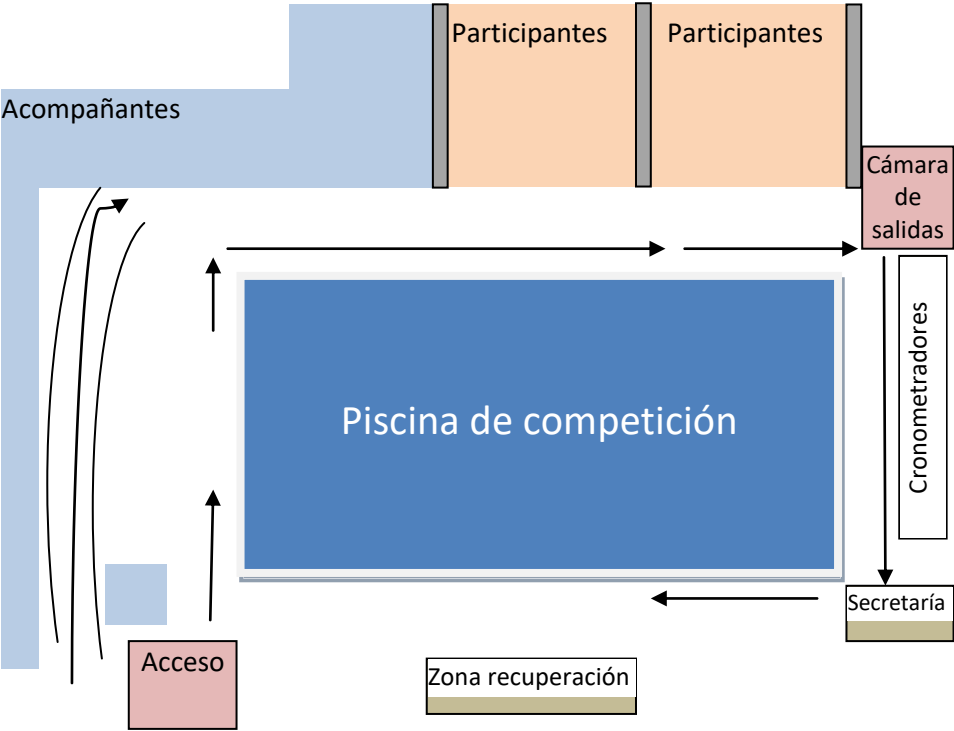 Participantes
Participantes
Acompañantes
Cámara
de
salidas
Cronometradores
Piscina de competición
Secretaría
Acceso
Zona recuperación